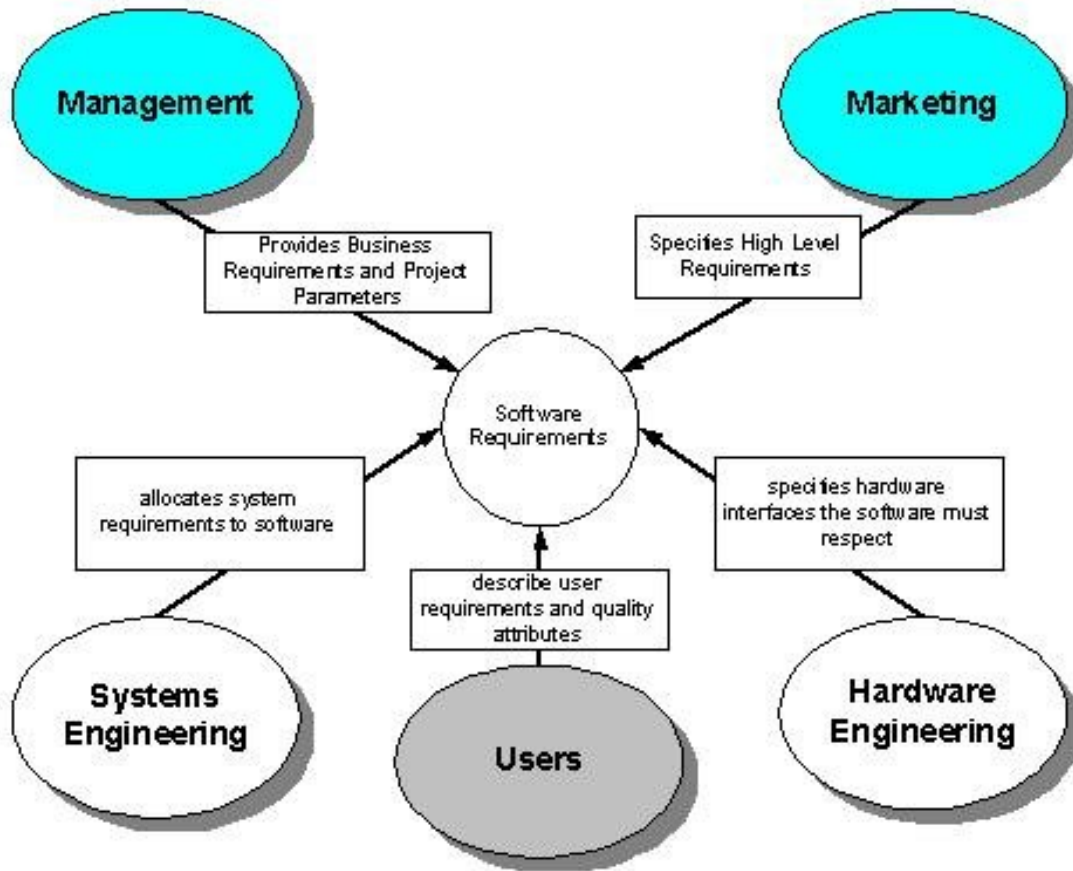 Management
Marketing
Provides Business
Requirements and Project
Parameters
Specifies High Level
Requirements
Software
Requirements
allocates system
requirements to software
specifies hardware
interfaces the software must
respect
describe user
requirements and quality
attributes
Systems
Engineering
Users
Hardware
Engineering